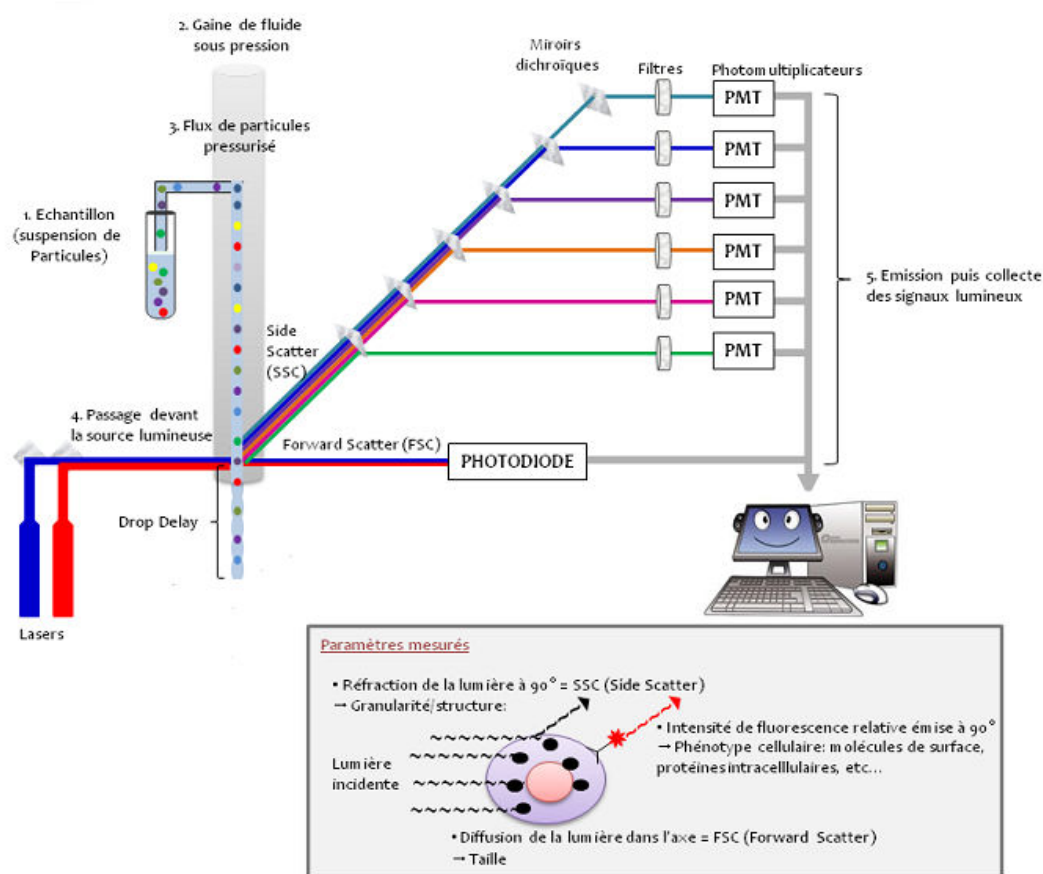 2. Gaine de fluide
sous pression
3. Flux de particules
pressurisé
1. Echantillon
(suspension de
Particules)
Miroirs
dichroïques
Filtres
Photomultiplicateurs
PMT
PMT
PMT
PMT
PMT
PMT
5. Emission puis collecte
des signaux lumineux
Side
Scatter
(SSC)
4. Passage devant
la source lumineuse
Forward Scatter (FSC)
PHOTODIODE
Drop Delay
Lasers
Paramètres mesurés
• Réfraction de la lumière à 90° = SSC (Side Scatter)
→ Granularité/structure:
• Intensité de fluorescence relative émise à 90°
→ Phénotype cellulaire: molécules de surface,
protéines intracelllulaires, etc...
Lumière
incidente
• Diffusion de la lumière dans l'axe = FSC (Forward Scatter)
→ Taille